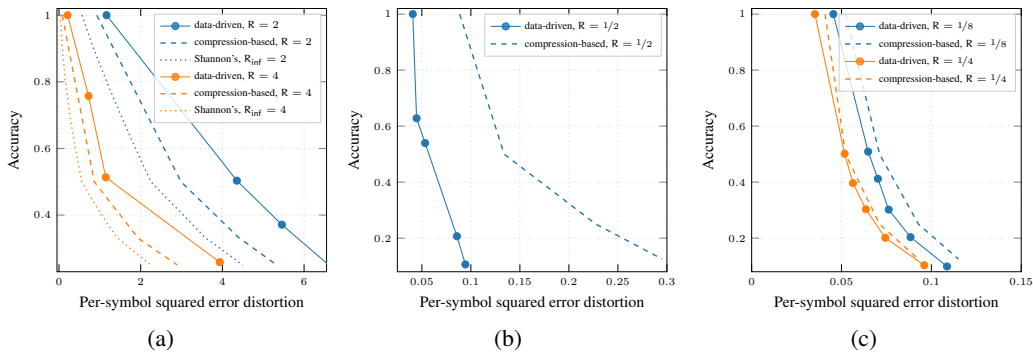 Accuracy
1
0.8
0.6
0.4
0
2
4
6
Per-symbol squared error distortion
data-driven, R = 2
compression-based, R = 2
Shannon's, R_inf = 2
data-driven, R = 4
compression-based, R = 4
Shannon's, R_inf = 4
(a)
Accuracy
1
0.8
0.6
0.4
0.2
0.05
0.1
0.15
0.2
0.25
0.3
Per-symbol squared error distortion
data-driven, R = 1/2
compression-based, R = 1/2
(b)
Accuracy
1
0.8
0.6
0.4
0.2
0
0.05
0.1
0.15
Per-symbol squared error distortion
data-driven, R = 1/8
compression-based, R = 1/8
data-driven, R = 1/4
compression-based, R = 1/4
(c)